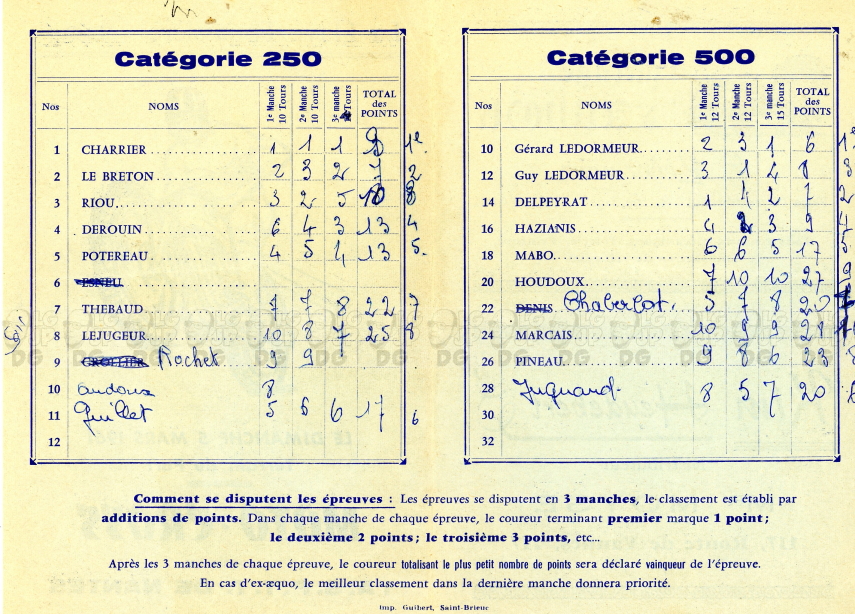 Catégorie 250
Nos NOMS 1e Manche 10 Tours 2e Manche 10 Tours 3e manche Tours TOTAL des POINTS
1 CHARRIER 1 1 1 1e
2 LE BRETON 2 3 2 7 2
3 RIOU 3 2 5 10 3
4 DEROUIN 6 4 3 13 4
5 POTEREAU 4 5 4 13 5.
6 ESNEU
7 THEBAUD 7 7 8 22 7
8 LEJUGEUR 10 8 7 25 8
9 Rochet 9 9
10 8
11 Guillet 5 6 6 17 6
12
Catégorie 500
Nos NOMS 1e Manche 12 Tours 2e Manche 12 Tours 3e manche 15 Tours TOTAL des POINTS
10 Gérard LEDORMEUR 2 3 1 6 1e
12 Guy LEDORMEUR 3 1 4 8 3
14 DELPEYRAT 1 4 2 7 2
16 HAZIANIS 4 2 3 9 4
18 MABO 6 6 5 17 5
20 HOUDOUX 7 10 10 27 9
22 DENIS Chaberlot. 5 7 8 20
24 MARCAIS 10 9 9 28
26 PINEAU 9 8 6 23 8
28 8 5 7 20
30
32
Comment se disputent les épreuves : Les épreuves se disputent en 3 manches, le classement est établi par
additions de points. Dans chaque manche de chaque épreuve, le coureur terminant premier marque 1 point ;
le deuxième 2 points ; le troisième 3 points, etc...
Après les 3 manches de chaque épreuve, le coureur totalisant le plus petit nombre de points sera déclaré vainqueur de l'épreuve.
En cas d'ex-æquo, le meilleur classement dans la dernière manche donnera priorité.
Imp. Guibert, Saint-Brieuc